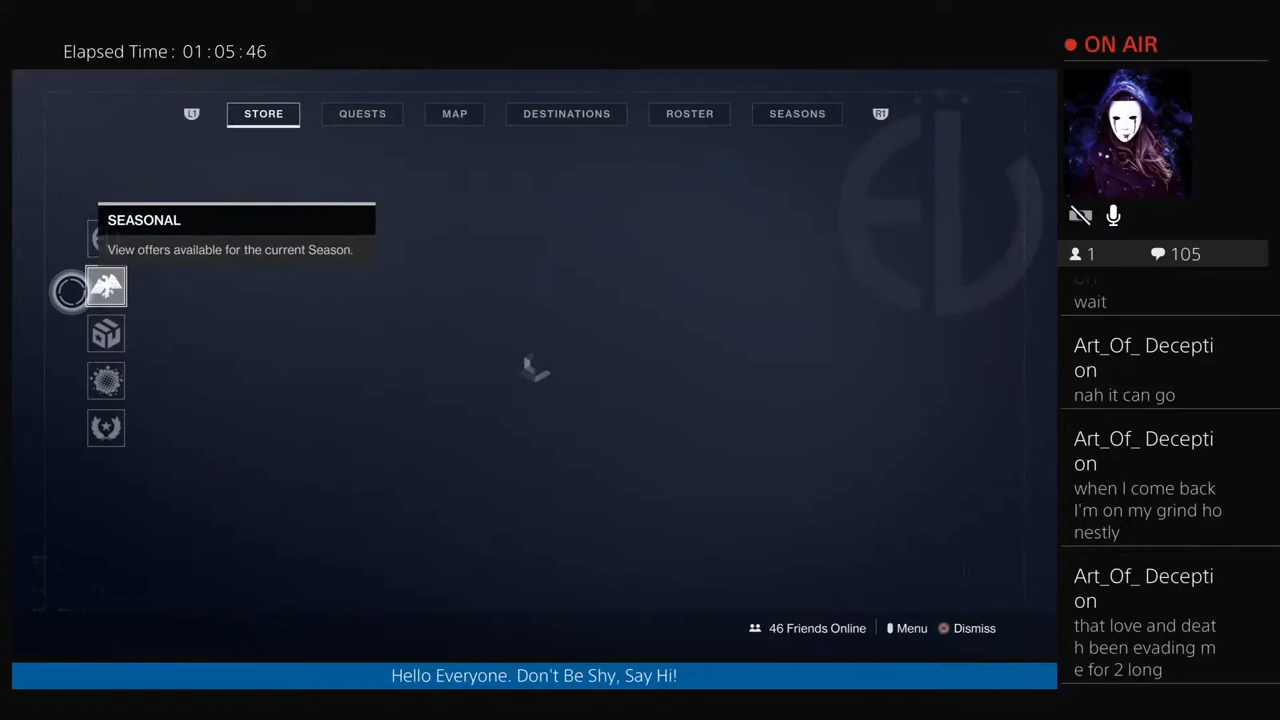 Elapsed Time: 01:05:46
ON AIR
L1 STORE QUESTS MAP DESTINATIONS ROSTER SEASONS R1
SEASONAL
View offers available for the current Season.
1 105
wait
Art_Of_ Decepti
on
nah it can go
Art_Of_ Decepti
on
when I come back
I'm on my grind ho
nestly
Art_Of_ Decepti
on
that love and deat
h been evading m
e for 2 long
46 Friends Online Menu Dismiss
Hello Everyone. Don't Be Shy, Say Hi!